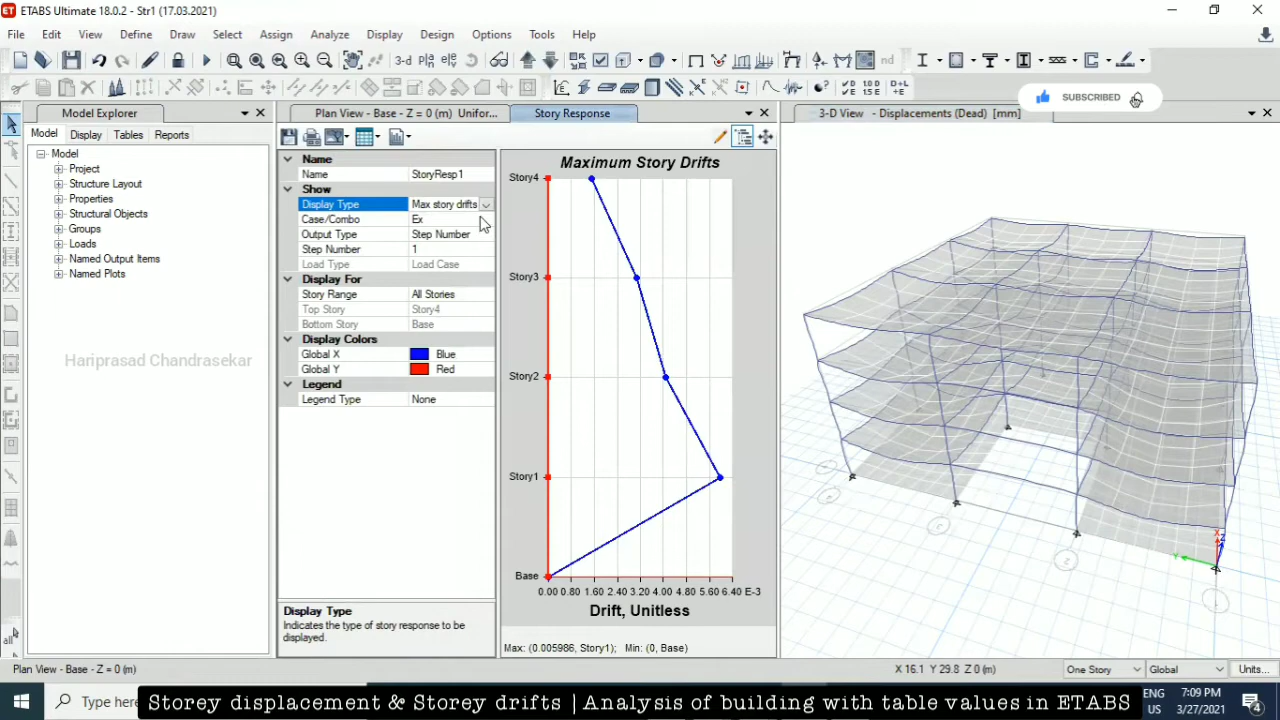 ETABS Ultimate 18.0.2 - Str1 (17.03.2021)
File Edit View Define Draw Select Assign Analyze Display Design Options Tools Help
3-d
nd
SUBSCRIBED
Model Explorer
Plan View - Base - Z = 0 (m) Unifor...
Story Response
3-D View - Displacements (Dead) [mm]
Model Display Tables Reports
Model
Project
Structure Layout
Properties
Structural Objects
Groups
Loads
Named Output Items
Named Plots
Hariprasad Chandrasekar
Name
Name StoryResp1
Show
Display Type Max story drifts
Case/Combo Ex
Output Type Step Number
Step Number 1
Load Type Load Case
Display For
Story Range All Stories
Top Story Story4
Bottom Story Base
Display Colors
Global X Blue
Global Y Red
Legend
Legend Type None
Display Type
Indicates the type of story response to be
displayed.
Maximum Story Drifts
Story4
Story3
Story2
Story1
Base
0.00 0.80 1.60 2.40 3.20 4.00 4.80 5.60 6.40 E-3
Drift, Unitless
Max: (0.005986, Story1); Min: (0, Base)
X
Z
Y
Plan View - Base - Z = 0 (m)
X 16.1 Y 29.8 Z 0 (m)
One Story
Global
Units...
all
Type here
Storey displacement & Storey drifts | Analysis of building with table values in ETABS
ENG
US
7:09 PM
3/27/2021
4